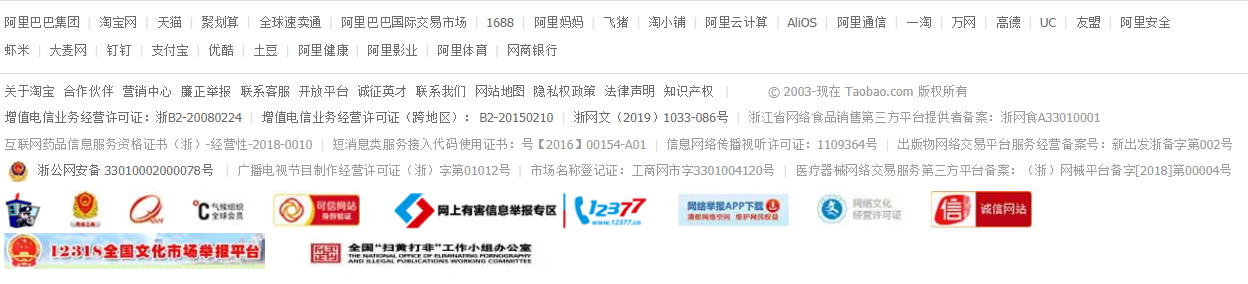 阿里巴巴集团 | 淘宝网 | 天猫 | 聚划算 | 全球速卖通 | 阿里巴巴国际交易市场 | 1688 | 阿里妈妈 | 飞猪 | 淘小铺 | 阿里云计算 | AliOS | 阿里通信 | 一淘 | 万网 | 高德 | UC | 友盟 | 阿里安全
虾米 | 大麦网 | 钉钉 | 支付宝 | 优酷 | 土豆 | 阿里健康 | 阿里影业 | 阿里体育 | 网商银行
关于淘宝 合作伙伴 营销中心 廉正举报 联系客服 开放平台 诚征英才 联系我们 网站地图 隐私权政策 法律声明 知识产权 | © 2003-现在 Taobao.com 版权所有
增值电信业务经营许可证：浙B2-20080224 | 增值电信业务经营许可证（跨地区）： B2-20150210 | 浙网文（2019）1033-086号 | 浙江省网络食品销售第三方平台提供者备案：浙网食A33010001
互联网药品信息服务资格证书（浙）-经营性-2018-0010 | 短消息类服务接入代码使用证书：号【2016】00154-A01 | 信息网络传播视听许可证：1109364号 | 出版物网络交易平台服务经营备案号：新出发浙备字第002号
浙公网安备 33010002000078号 | 广播电视节目制作经营许可证（浙）字第01012号 | 市场名称登记证：工商网市字3301004120号 | 医疗器械网络交易服务第三方平台备案：（浙）网械平台备字[2018]第00004号
℃ 气候组织 全球会员 可信网站 身份验证 网上有害信息举报专区 12377 www.12377.cn 网络举报APP下载 清朗网络空间 维护网民权益 网络文化经营许可证 信 诚信网站
12318全国文化市场举报平台 全国“扫黄打非”工作小组办公室
THE NATIONAL OFFICE OF ELIMINATING PORNOGRAPHY
AND ILLEGAL PUBLICATIONS WORKING COMMITTEE